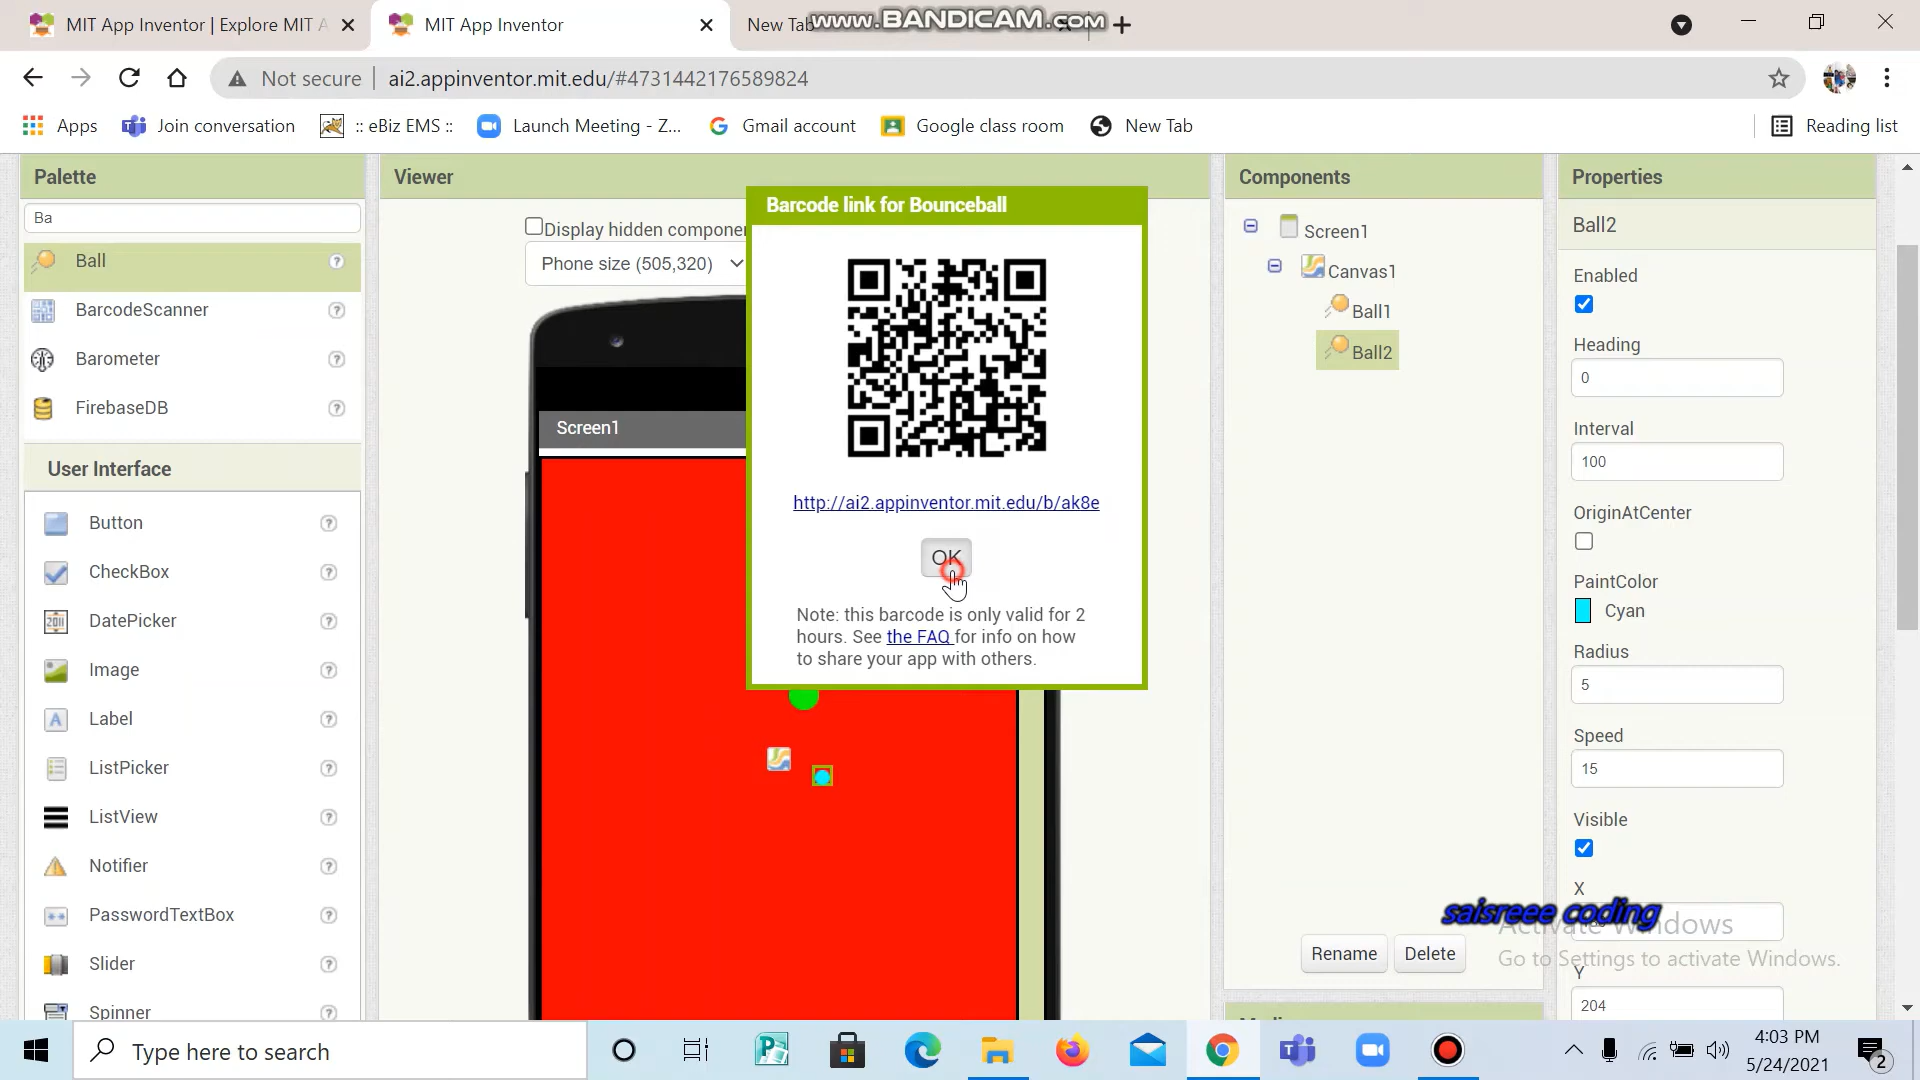 MIT App Inventor | Explore MIT A
MIT App Inventor
New Tab
www.BANDICAM.com
Not secure
ai2.appinventor.mit.edu/#4731442176589824
Apps
Join conversation
:: eBiz EMS ::
Launch Meeting - Z...
Gmail account
Google class room
New Tab
Reading list
Palette
Viewer
Components
Properties
Ba
Ball
BarcodeScanner
Barometer
FirebaseDB
User Interface
Button
CheckBox
DatePicker
Image
Label
ListPicker
ListView
Notifier
PasswordTextBox
Slider
Spinner
Display hidden compone
Phone size (505,320)
Screen1
Barcode link for Bounceball
http://ai2.appinventor.mit.edu/b/ak8e
OK
Note: this barcode is only valid for 2
hours. See the FAQ for info on how
to share your app with others.
Screen1
Canvas1
Ball1
Ball2
Rename
Delete
Ball2
Enabled
Heading
0
Interval
100
OriginAtCenter
PaintColor
Cyan
Radius
5
Speed
15
Visible
X
saisreee coding
Activate Windows
Go to Settings to activate Windows.
Y
204
Type here to search
4:03 PM
5/24/2021
2